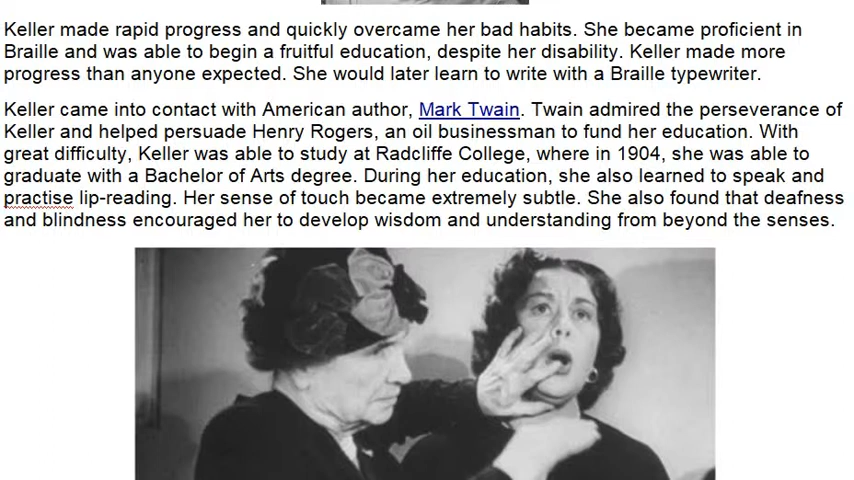 Keller made rapid progress and quickly overcame her bad habits. She became proficient in
Braille and was able to begin a fruitful education, despite her disability. Keller made more
progress than anyone expected. She would later learn to write with a Braille typewriter.
Keller came into contact with American author, Mark Twain. Twain admired the perseverance of
Keller and helped persuade Henry Rogers, an oil businessman to fund her education. With
great difficulty, Keller was able to study at Radcliffe College, where in 1904, she was able to
graduate with a Bachelor of Arts degree. During her education, she also learned to speak and
practise lip-reading. Her sense of touch became extremely subtle. She also found that deafness
and blindness encouraged her to develop wisdom and understanding from beyond the senses.